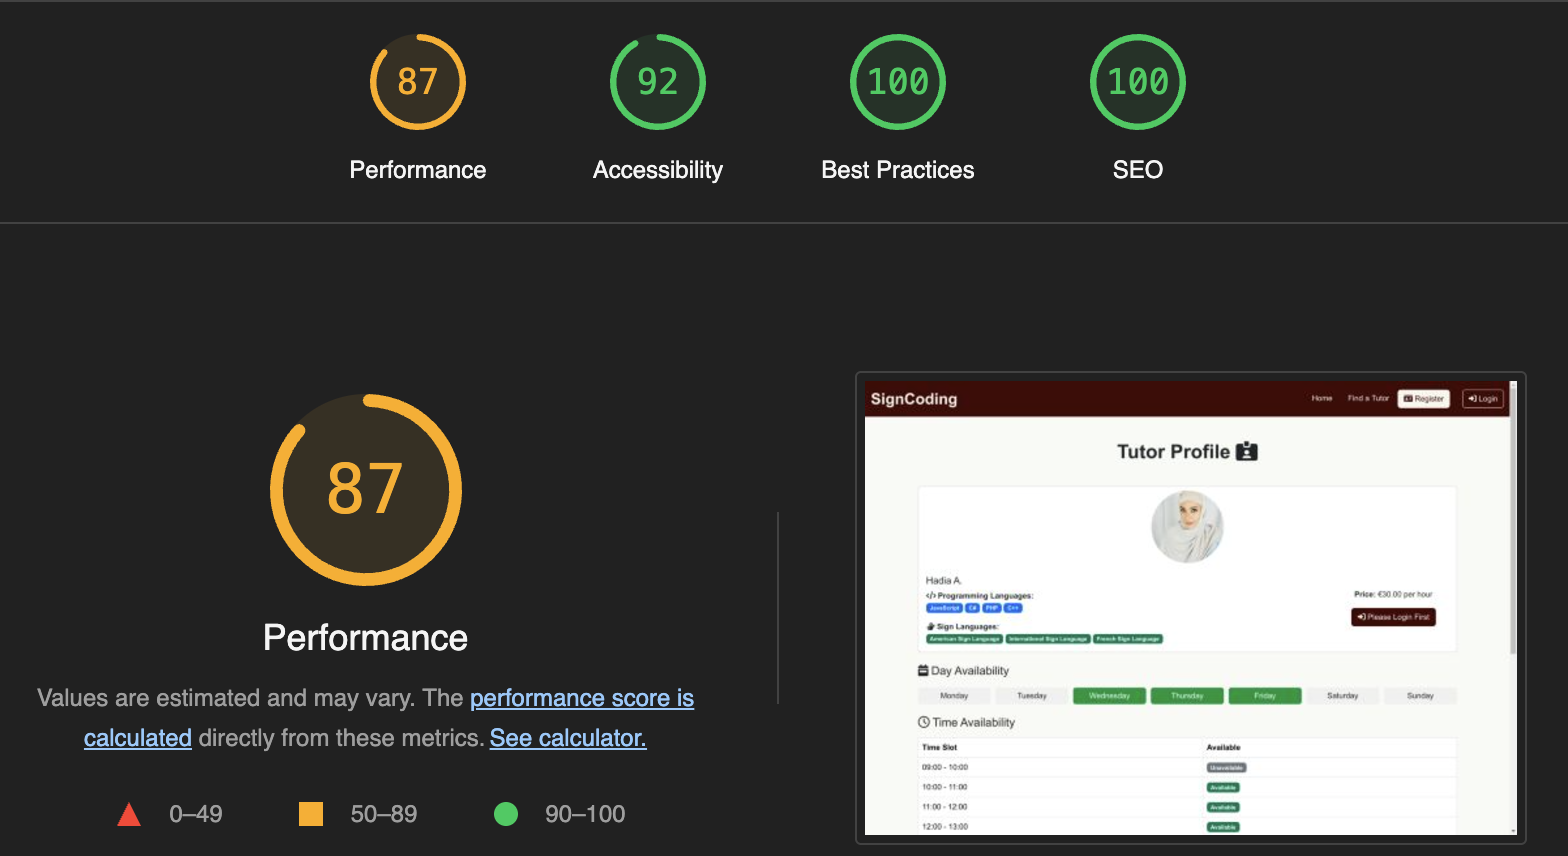 87
92
100
100
Performance
Accessibility
Best Practices
SEO
87
Performance
Values are estimated and may vary. The performance score is
calculated directly from these metrics. See calculator.
0–49
50–89
90–100
SignCoding
Home
Find a Tutor
Register
Login
Tutor Profile
Hadia A.
</> Programming Languages:
JavaScript
C#
PHP
C++
Sign Languages:
American Sign Language
International Sign Language
French Sign Language
Price: €30.00 per hour
Please Login First
Day Availability
Monday
Tuesday
Wednesday
Thursday
Friday
Saturday
Sunday
Time Availability
Time Slot
Available
09:00 - 10:00
Unavailable
10:00 - 11:00
Available
11:00 - 12:00
Available
12:00 - 13:00
Available